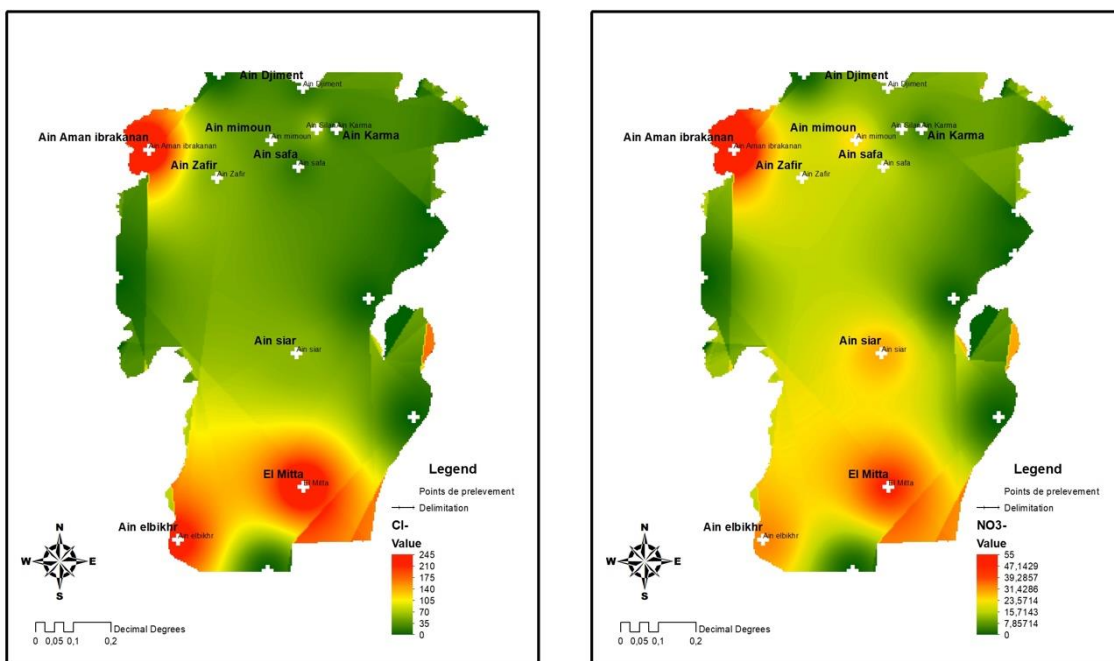 Ain Djiment
Ain Djiment
Ain Aman ibrakanan
Ain Aman ibrakanan
Ain mimoun
Ain mimoun
Ain Karma
Ain Karma
Ain safa
Ain safa
Ain Zafir
Ain Zafir
Ain siar
Ain siar
El Mitta
El Mitta
Ain elbikhr
Ain elbikhr
Legend
Points de prelevement
Delimitation
Cl-
Value
245
210
175
140
105
70
35
0
N
W E
S
Decimal Degrees
0 0,05 0,1 0,2
Ain Djiment
Ain Djiment
Ain Aman ibrakanan
Ain Aman ibrakanan
Ain mimoun
Ain mimoun
Ain Karma
Ain Karma
Ain safa
Ain safa
Ain Zafir
Ain Zafir
Ain siar
Ain siar
El Mitta
El Mitta
Ain elbikhr
Ain elbikhr
Legend
Points de prelevement
Delimitation
NO3-
Value
55
47,1429
39,2857
31,4286
23,5714
15,7143
7,85714
0
N
W E
S
Decimal Degrees
0 0,05 0,1 0,2